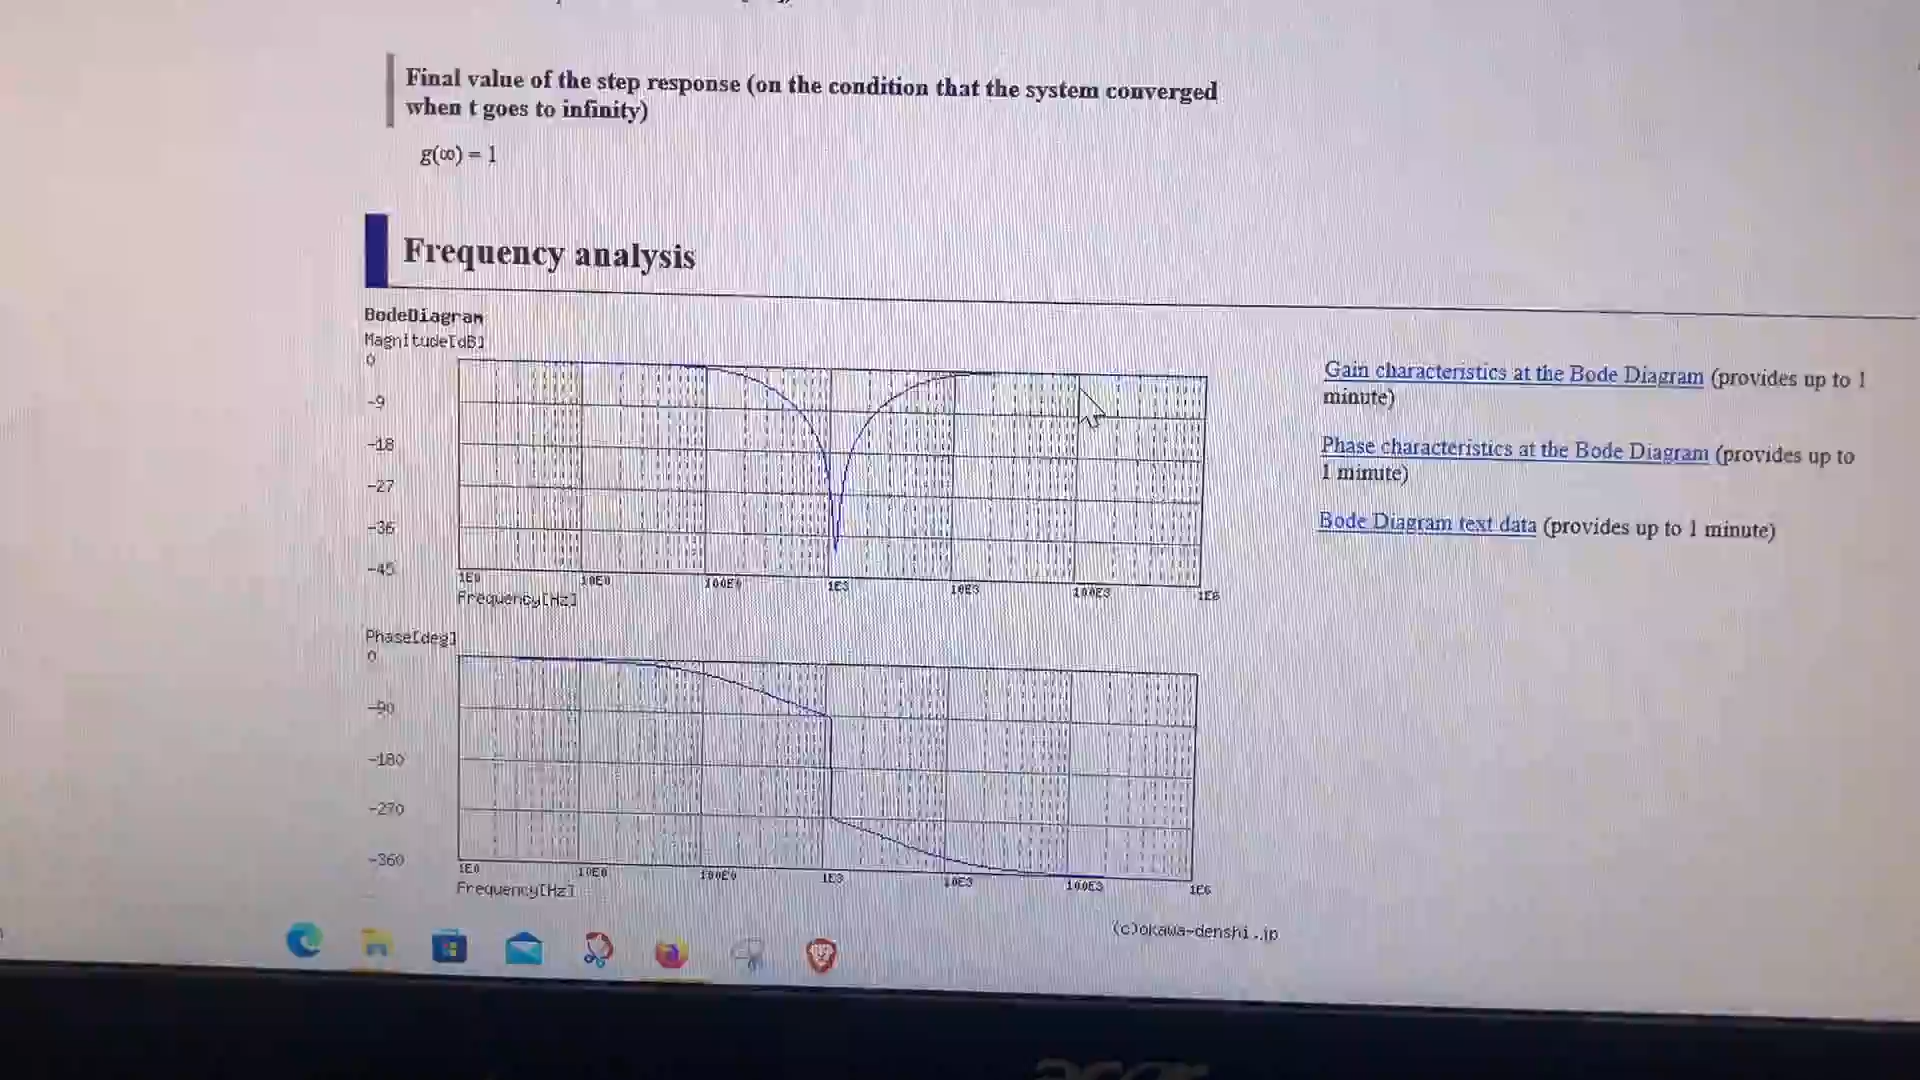 Final value of the step response (on the condition that the system converged
when t goes to infinity)
g(∞) = 1
Frequency analysis
BodeDiagram
Magnitude[dB]
0
-9
-18
-27
-36
-45
1E0 10E0 100E0 1E3 10E3 100E3 1E6
Frequency[Hz]
Gain characteristics at the Bode Diagram (provides up to 1
minute)
Phase characteristics at the Bode Diagram (provides up to
1 minute)
Bode Diagram text data (provides up to 1 minute)
Phase[deg]
0
-90
-180
-270
-360
1E0 10E0 100E0 1E3 10E3 100E3 1E6
Frequency[Hz]
(c)okawa-denshi.jp
acer